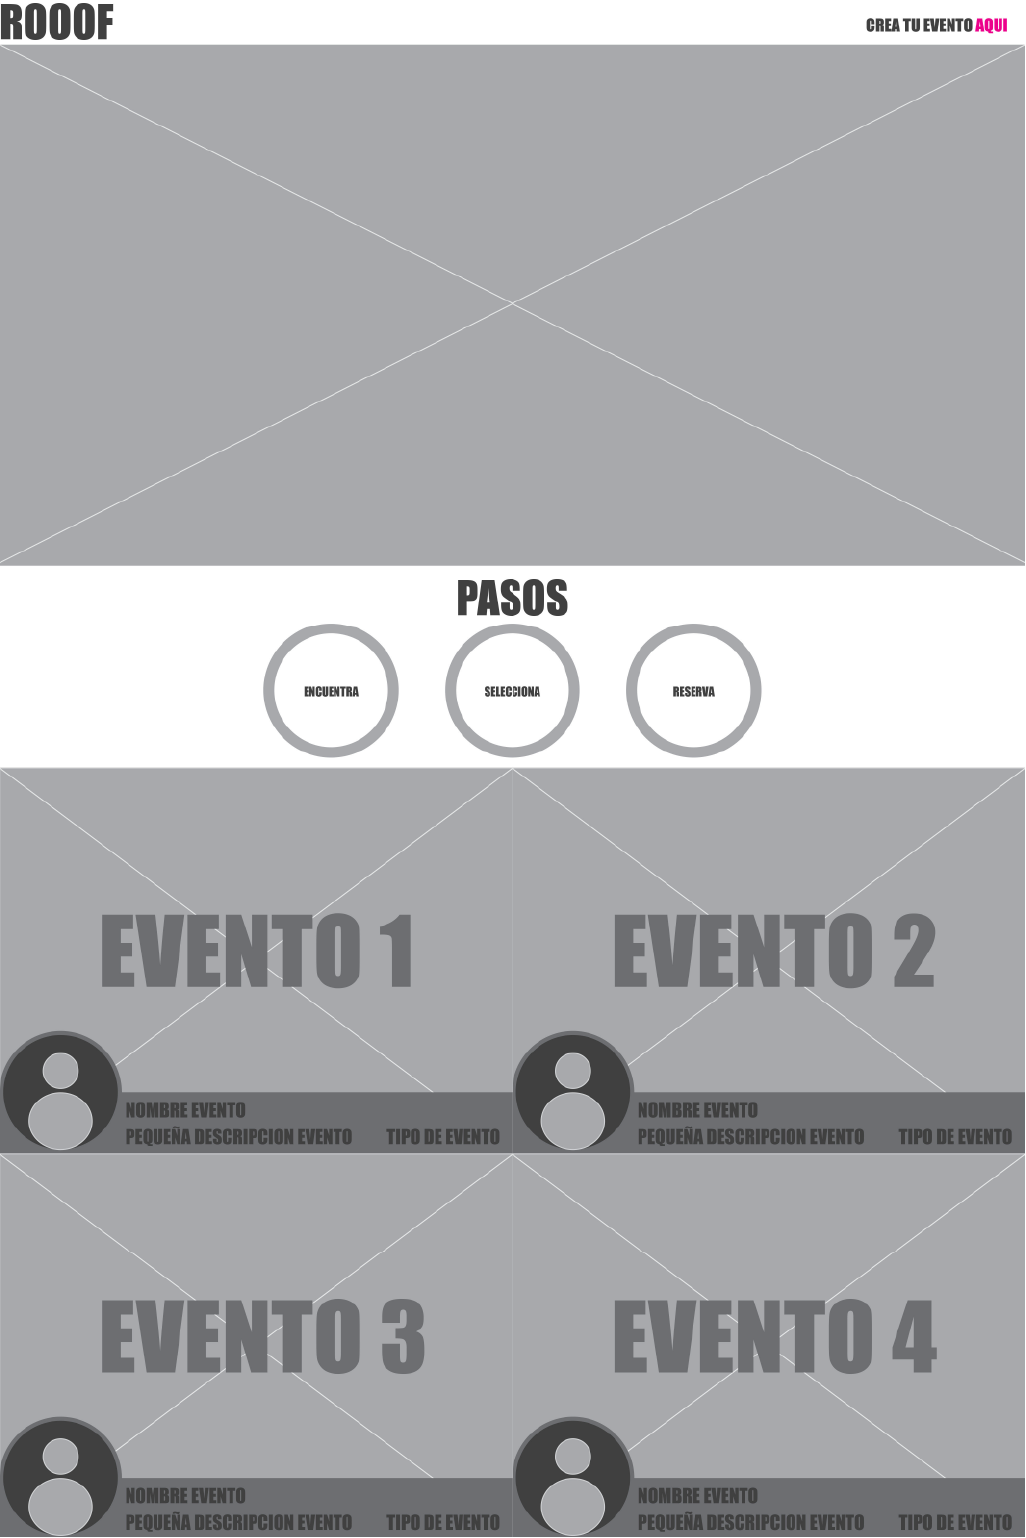 ROOOF
CREA TU EVENTO AQUI
PASOS
ENCUENTRA
SELECCIONA
RESERVA
EVENTO 1
NOMBRE EVENTO
PEQUEÑA DESCRIPCION EVENTO
TIPO DE EVENTO
EVENTO 2
NOMBRE EVENTO
PEQUEÑA DESCRIPCION EVENTO
TIPO DE EVENTO
EVENTO 3
NOMBRE EVENTO
PEQUEÑA DESCRIPCION EVENTO
TIPO DE EVENTO
EVENTO 4
NOMBRE EVENTO
PEQUEÑA DESCRIPCION EVENTO
TIPO DE EVENTO